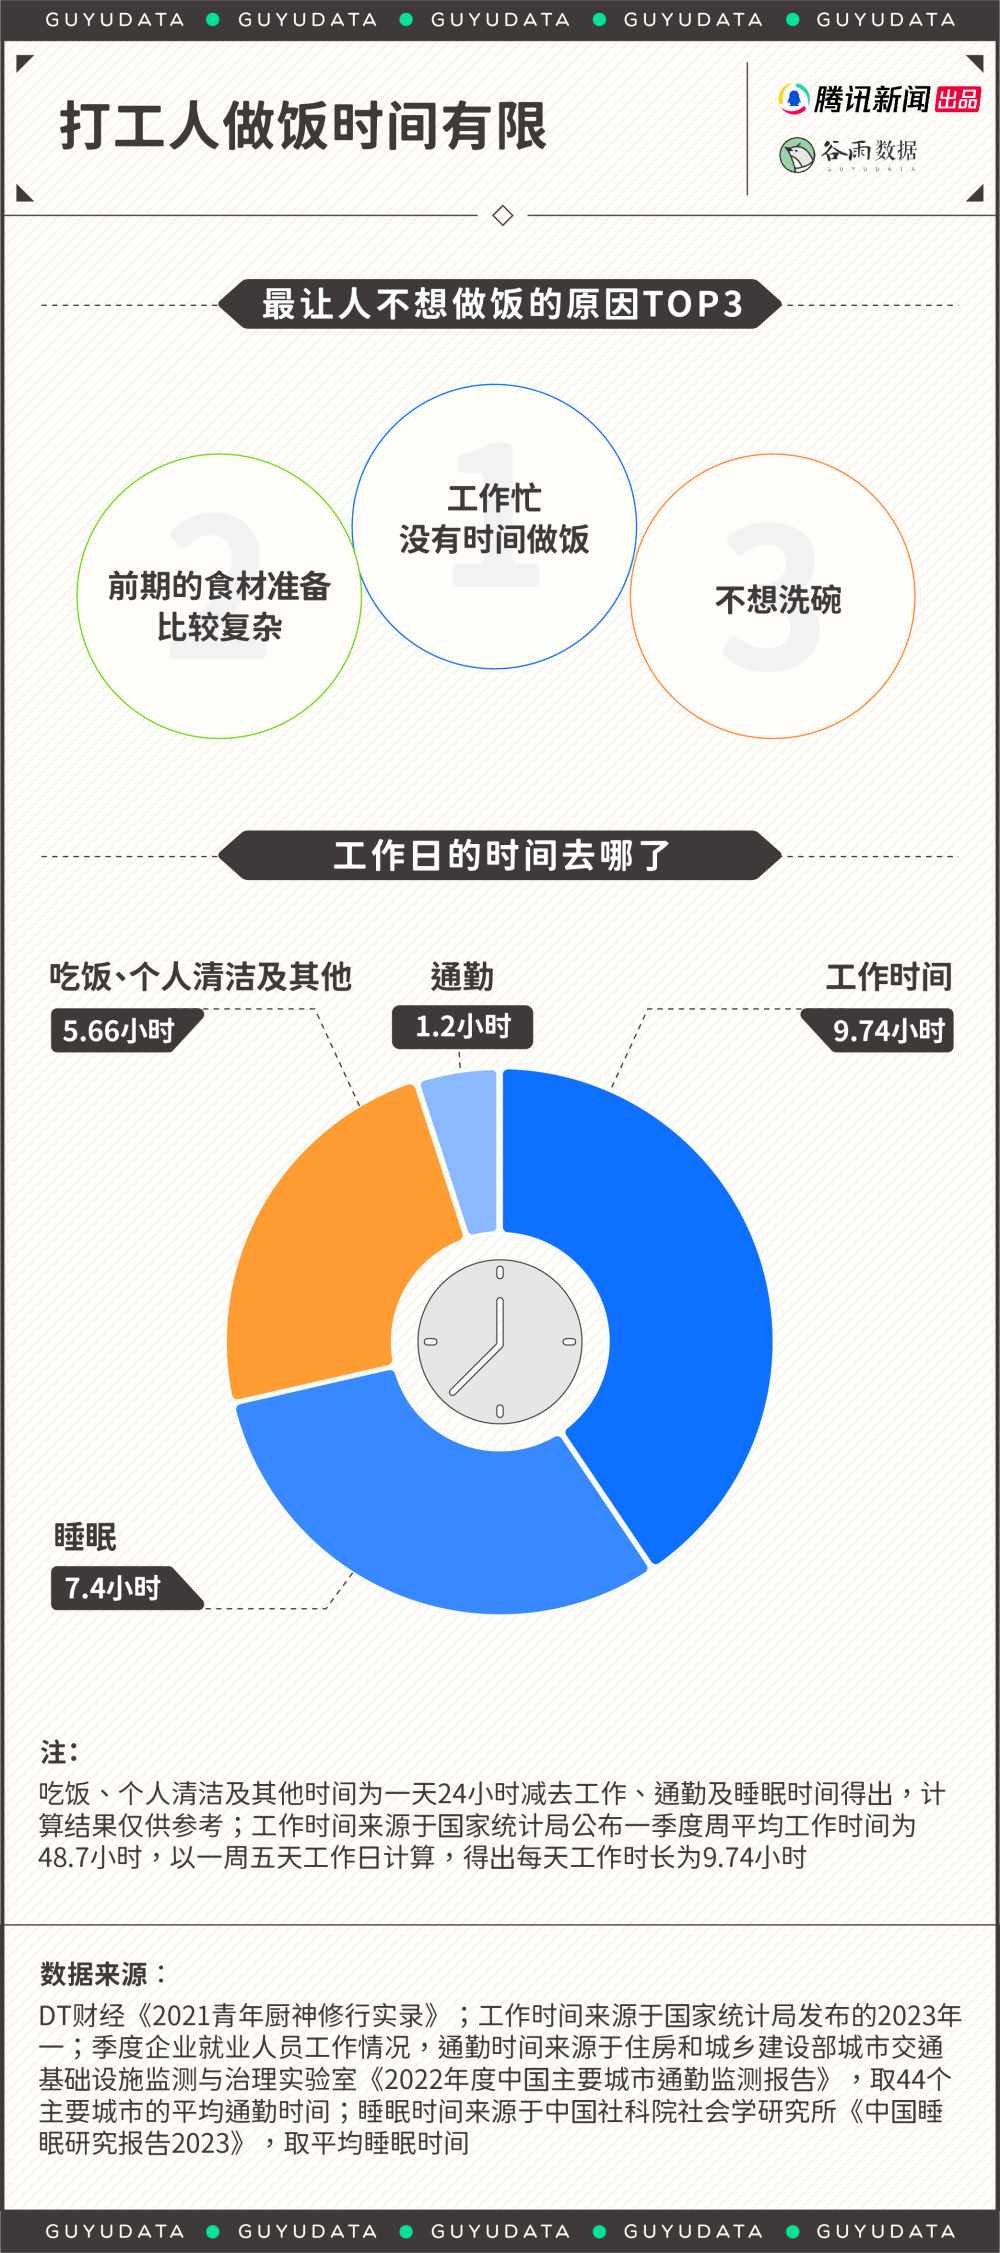 GUYUDATA GUYUDATA GUYUDATA GUYUDATA GUYUDATA
打工人做饭时间有限
腾讯新闻 出品
谷雨数据
GUYUDATA
最让人不想做饭的原因TOP3
1
工作忙
没有时间做饭
2
前期的食材准备
比较复杂
3
不想洗碗
工作日的时间去哪了
吃饭、个人清洁及其他
5.66小时
通勤
1.2小时
工作时间
9.74小时
睡眠
7.4小时
注：
吃饭、个人清洁及其他时间为一天24小时减去工作、通勤及睡眠时间得出，计
算结果仅供参考；工作时间来源于国家统计局公布一季度周平均工作时间为
48.7小时，以一周五天工作日计算，得出每天工作时长为9.74小时
数据来源：
DT财经《2021青年厨神修行实录》；工作时间来源于国家统计局发布的2023年
一；季度企业就业人员工作情况，通勤时间来源于住房和城乡建设部城市交通
基础设施监测与治理实验室《2022年度中国主要城市通勤监测报告》，取44个
主要城市的平均通勤时间；睡眠时间来源于中国社科院社会学研究所《中国睡
眠研究报告2023》，取平均睡眠时间
GUYUDATA GUYUDATA GUYUDATA GUYUDATA GUYUDATA